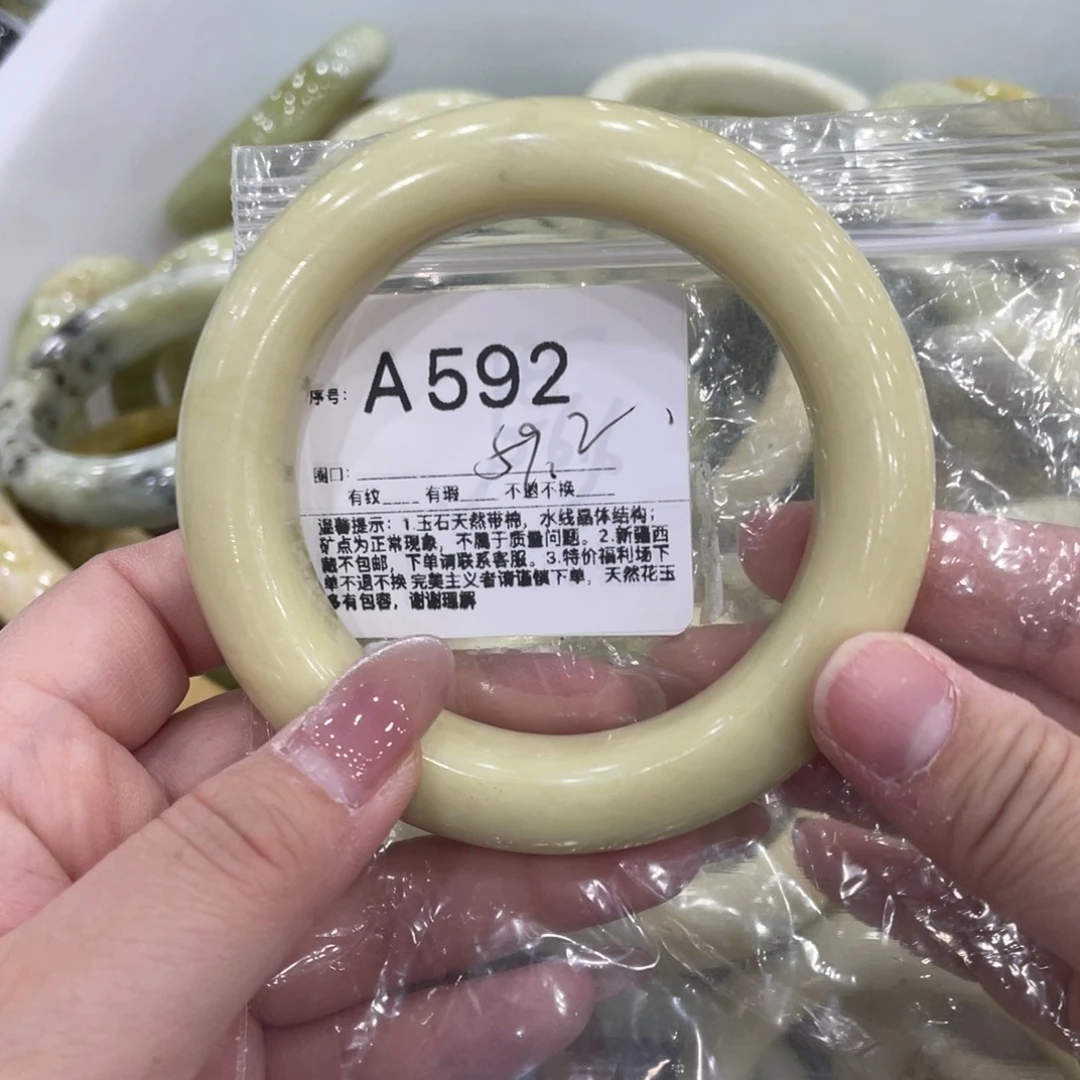 序号: A592
圈口: 59.2
有纹____ 有瑕____ 不退不换____
温馨提示: 1.玉石天然带棉, 水线晶体结构;
矿点为正常现象, 不属于质量问题。2.新疆西
藏不包邮, 下单请联系客服。3.特价福利场下
单不退不换 完美主义者请谨慎下单, 天然花玉
多有包容, 谢谢理解